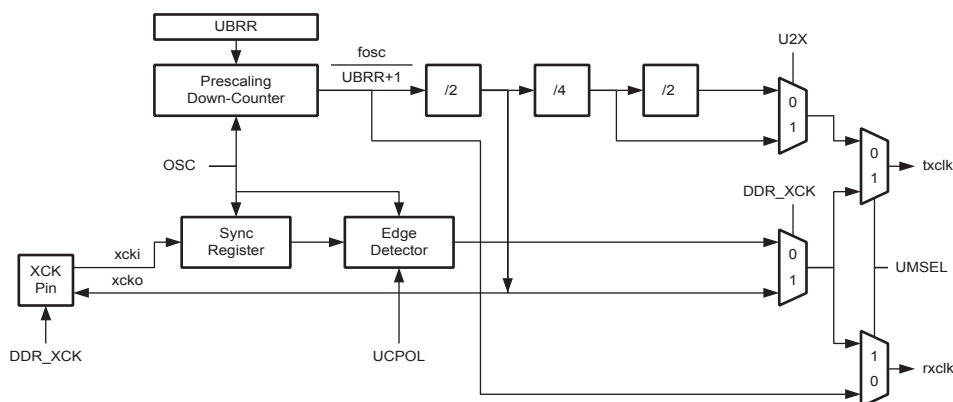 UBRR
fosc
U2X
Prescaling
Down-Counter
UBRR+1
/2
/4
/2
0
1
OSC
0
1
txclk
DDR_XCK
Sync
Register
Edge
Detector
xcki
XCK
Pin
xcko
0
1
UMSEL
DDR_XCK
UCPOL
1
0
rxclk